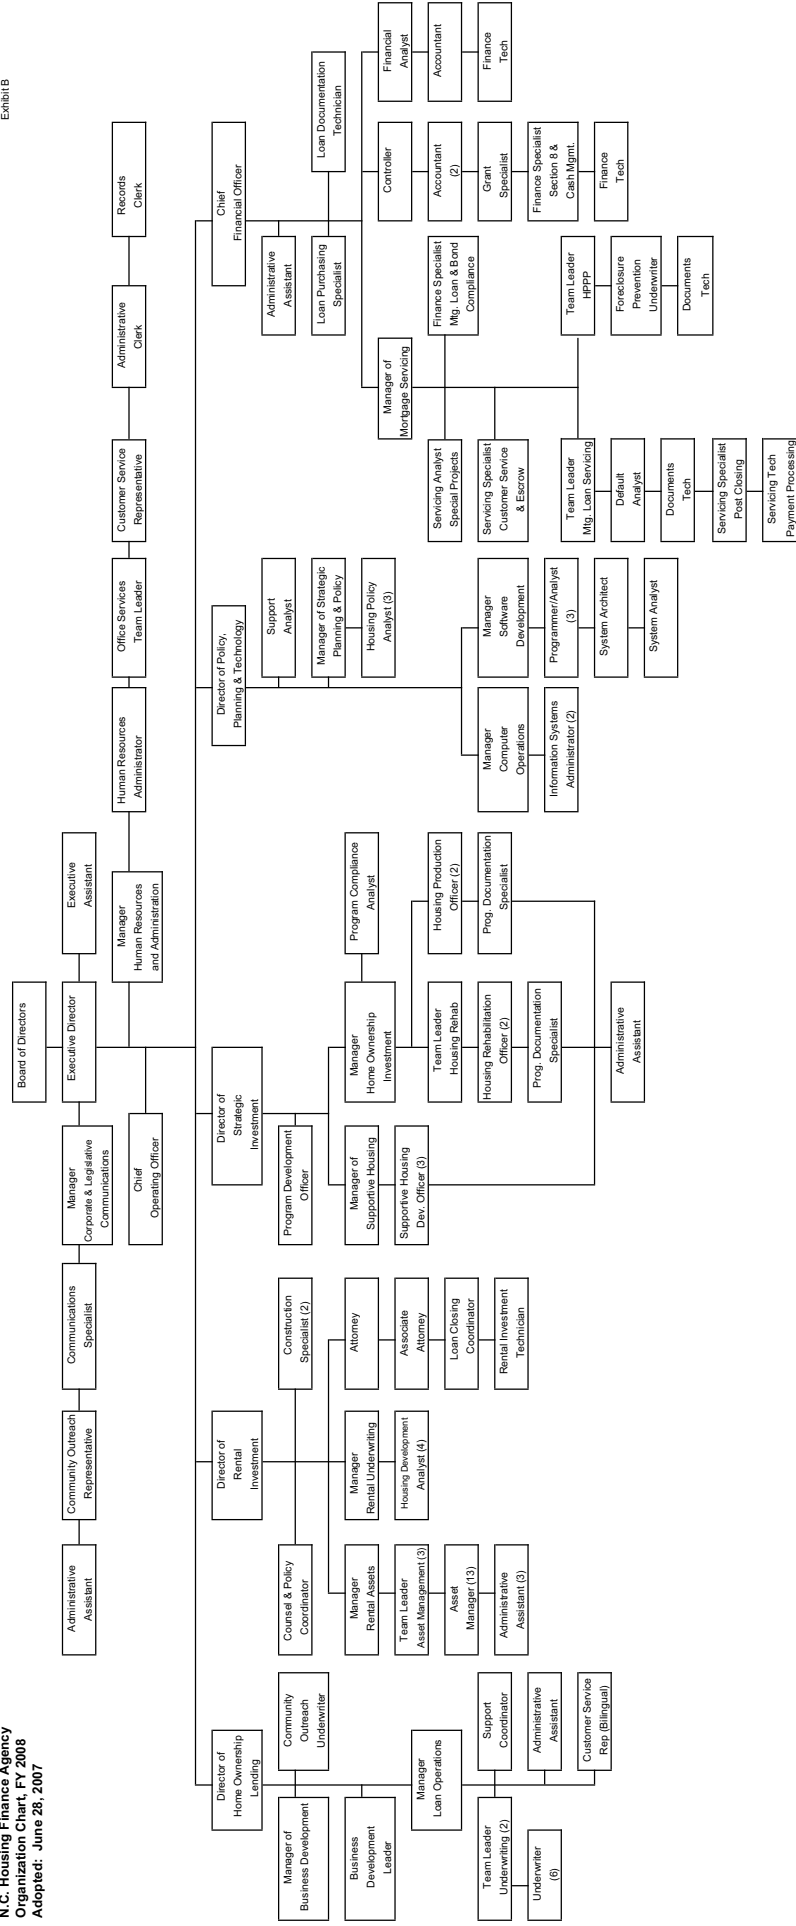 Exhibit B
N.C. Housing Finance Agency
Organization Chart, FY 2008
Adopted:  June 28, 2007
Board of Directors
Administrative
Assistant
Community Outreach
Representative
Communications
Specialist
Manager
Corporate & Legislative
Communications
Executive Director
Executive
Assistant
Chief
Operating Officer
Manager
Human Resources
and Administration
Human Resources
Administrator
Office Services
Team Leader
Customer Service
Representative
Administrative
Clerk
Records
Clerk
Director of
Home Ownership
Lending
Manager of
Business Development
Community
Outreach
Underwriter
Business
Development
Leader
Manager
Loan Operations
Team Leader
Underwriting (2)
Support
Coordinator
Underwriter
(6)
Administrative
Assistant
Customer Service
Rep (Bilingual)
Director of
Rental
Investment
Counsel & Policy
Coordinator
Construction
Specialist (2)
Manager
Rental Assets
Team Leader
Asset Management (3)
Asset
Manager (13)
Administrative
Assistant (3)
Manager
Rental Underwriting
Housing Development
Analyst (4)
Attorney
Associate
Attorney
Loan Closing
Coordinator
Rental Investment
Technician
Director of
Strategic
Investment
Program Development
Officer
Manager of
Supportive Housing
Supportive Housing
Dev. Officer (3)
Manager
Home Ownership
Investment
Program Compliance
Analyst
Team Leader
Housing Rehab
Housing Rehabilitation
Officer (2)
Prog. Documentation
Specialist
Housing Production
Officer (2)
Prog. Documentation
Specialist
Administrative
Assistant
Director of Policy,
Planning & Technology
Support
Analyst
Manager of Strategic
Planning & Policy
Housing Policy
Analyst (3)
Manager
Computer
Operations
Information Systems
Administrator (2)
Manager
Software
Development
Programmer/Analyst
(3)
System Architect
System Analyst
Chief
Financial Officer
Administrative
Assistant
Loan Purchasing
Specialist
Loan Documentation
Technician
Manager of
Mortgage Servicing
Servicing Analyst
Special Projects
Finance Specialist
Mtg. Loan & Bond
Compliance
Servicing Specialist
Customer Service
& Escrow
Team Leader
Mtg. Loan Servicing
Default
Analyst
Documents
Tech
Servicing Specialist
Post Closing
Servicing Tech
Payment Processing
Team Leader
HPPP
Foreclosure
Prevention
Underwriter
Documents
Tech
Controller
Accountant
(2)
Grant
Specialist
Finance Specialist
Section 8 &
Cash Mgmt.
Finance
Tech
Financial
Analyst
Accountant
Finance
Tech